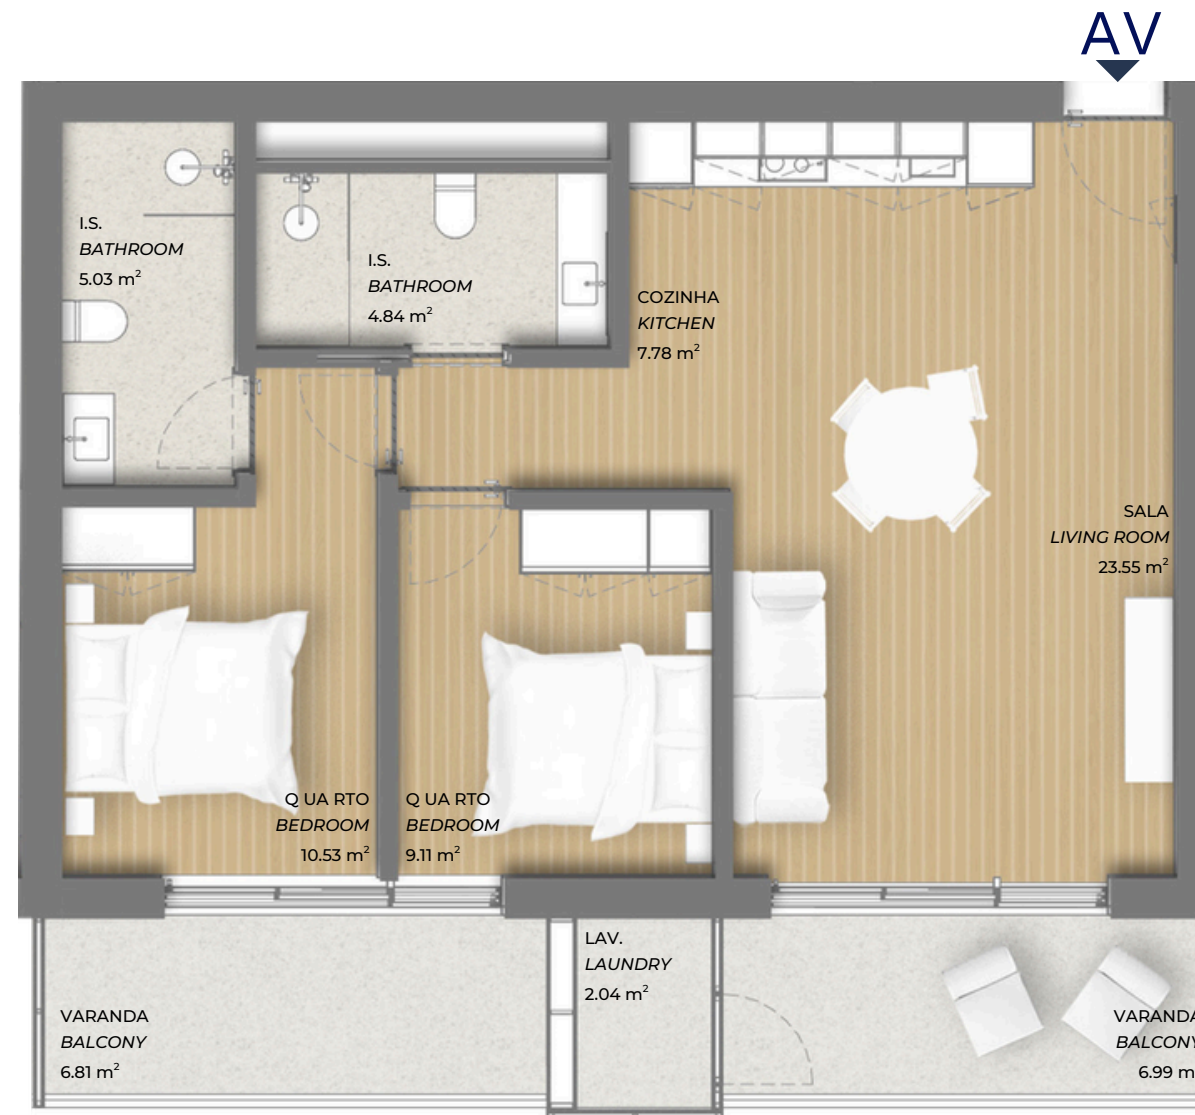 AV
I.S.
BATHROOM
5.03 m²
I.S.
BATHROOM
4.84 m²
COZINHA
KITCHEN
7.78 m²
SALA
LIVING ROOM
23.55 m²
Q UA RTO
BEDROOM
10.53 m²
Q UA RTO
BEDROOM
9.11 m²
LAV.
LAUNDRY
2.04 m²
VARANDA
BALCONY
6.81 m²
VARANDA
BALCONY
6.99 m